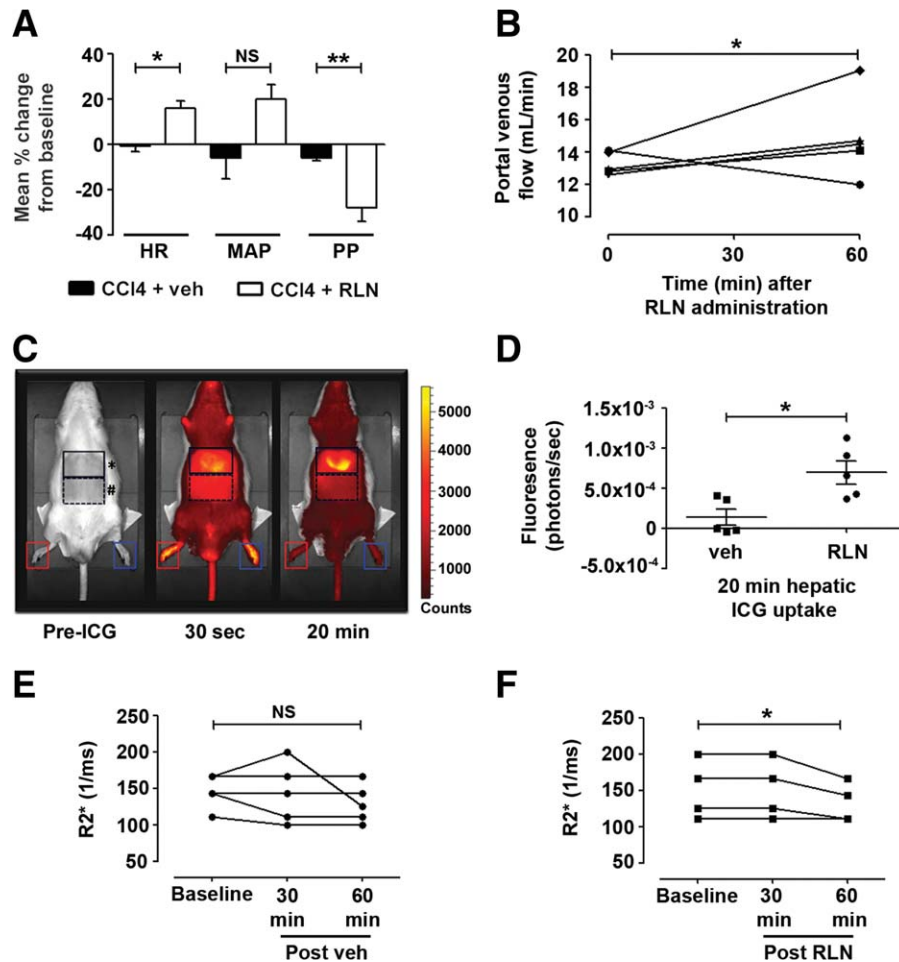 A
Mean % change
from baseline
40
20
0
-20
-40
*
NS
**
HR
MAP
PP
CCl4 + veh
CCl4 + RLN
B
Portal venous
flow (mL/min)
20
18
16
14
12
10
*
0
30
60
Time (min) after
RLN administration
C
*
#
5000
4000
3000
2000
1000
Counts
Pre-ICG
30 sec
20 min
D
Fluoresence
(photons/sec)
1.5x10-3
5.0x10-4
0
-5.0x10-4
*
veh
RLN
20 min hepatic
ICG uptake
E
R2* (1/ms)
250
200
150
100
50
NS
Baseline
30
min
60
min
Post veh
F
R2* (1/ms)
250
200
150
100
50
*
Baseline
30
min
60
min
Post RLN